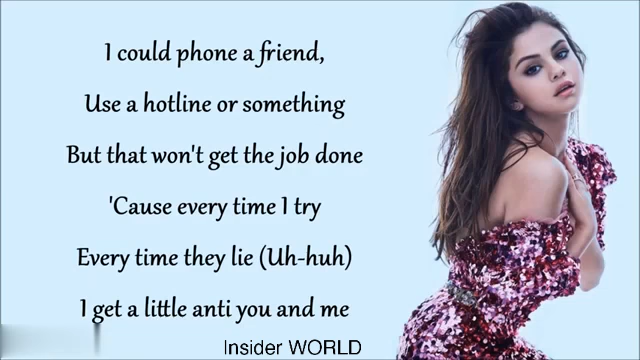 I could phone a friend,
Use a hotline or something
But that won't get the job done
'Cause every time I try
Every time they lie (Uh-huh)
I get a little anti you and me
Insider WORLD